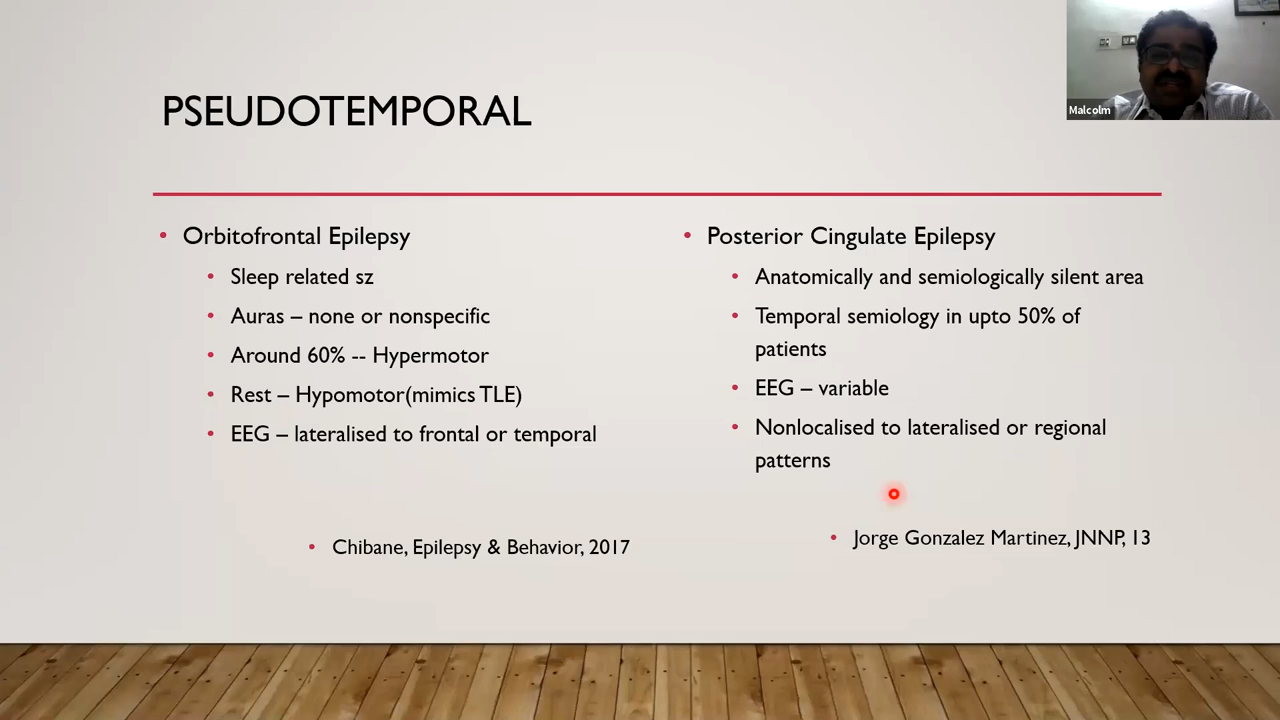 PSEUDOTEMPORAL
Malcolm
• Orbitofrontal Epilepsy
• Sleep related sz
• Auras – none or nonspecific
• Around 60% -- Hypermotor
• Rest – Hypomotor(mimics TLE)
• EEG – lateralised to frontal or temporal
• Chibane, Epilepsy & Behavior, 2017
• Posterior Cingulate Epilepsy
• Anatomically and semiologically silent area
• Temporal semiology in upto 50% of
patients
• EEG – variable
• Nonlocalised to lateralised or regional
patterns
• Jorge Gonzalez Martinez, JNNP, 13